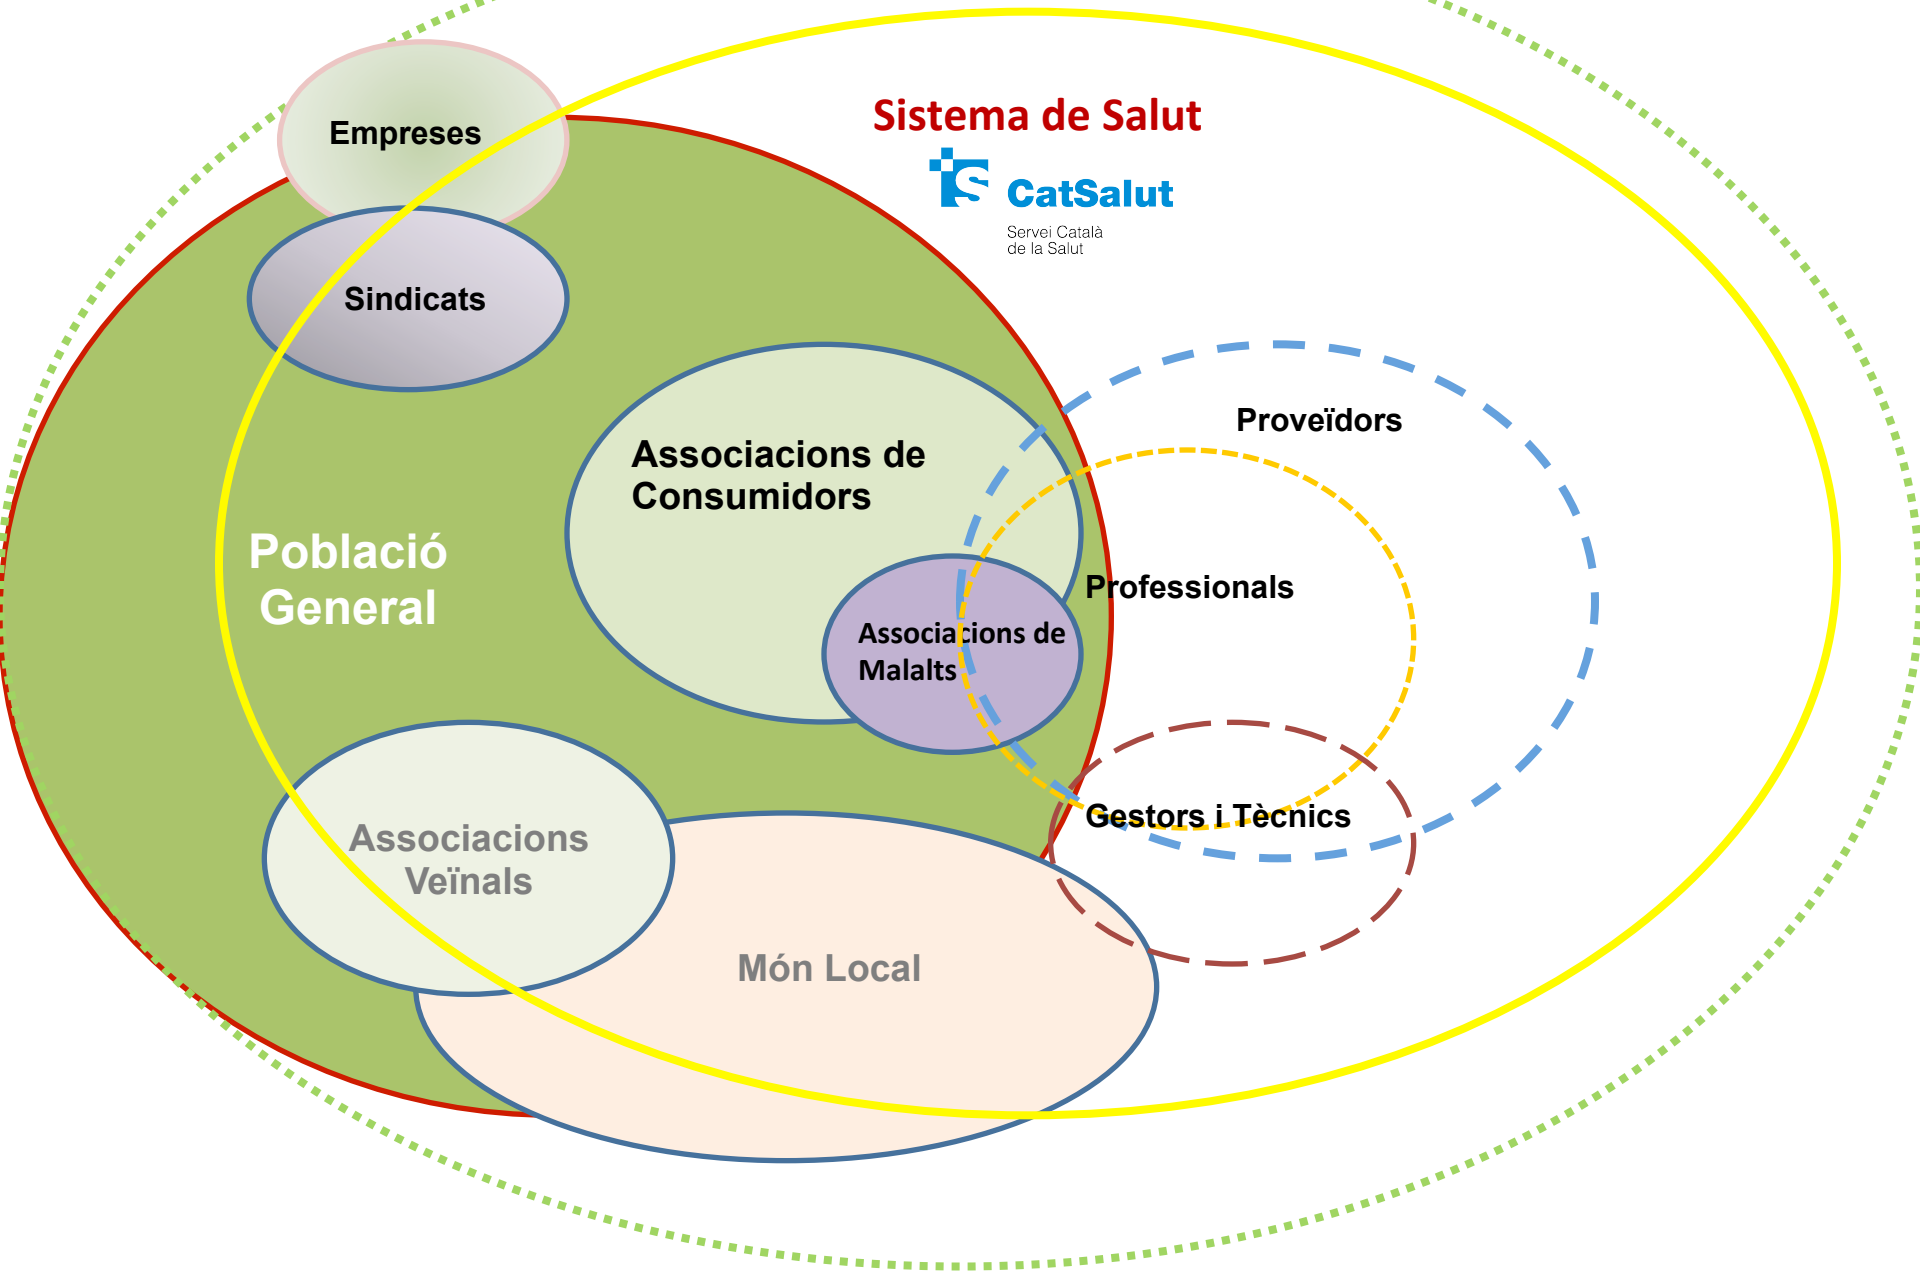 Empreses
Sistema de Salut
CatSalut
Servei Català
de la Salut
Sindicats
Proveïdors
Associacions de
Consumidors
Població
General
Professionals
Associacions de
Malalts
Gestors i Tècnics
Associacions
Veïnals
Món Local